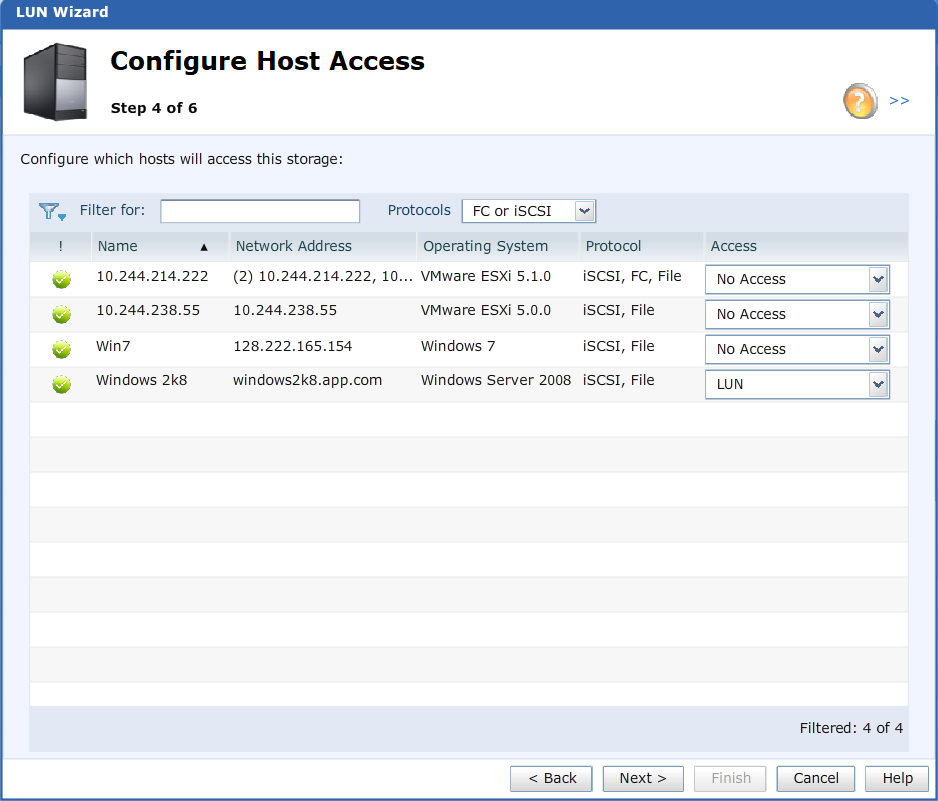 LUN Wizard
Configure Host Access
Step 4 of 6
? >>
Configure which hosts will access this storage:
Filter for: Protocols FC or iSCSI
! Name ▲ Network Address Operating System Protocol Access
10.244.214.222 (2) 10.244.214.222, 10... VMware ESXi 5.1.0 iSCSI, FC, File No Access
10.244.238.55 10.244.238.55 VMware ESXi 5.0.0 iSCSI, File No Access
Win7 128.222.165.154 Windows 7 iSCSI, File No Access
Windows 2k8 windows2k8.app.com Windows Server 2008 iSCSI, File LUN
Filtered: 4 of 4
< Back Next > Finish Cancel Help